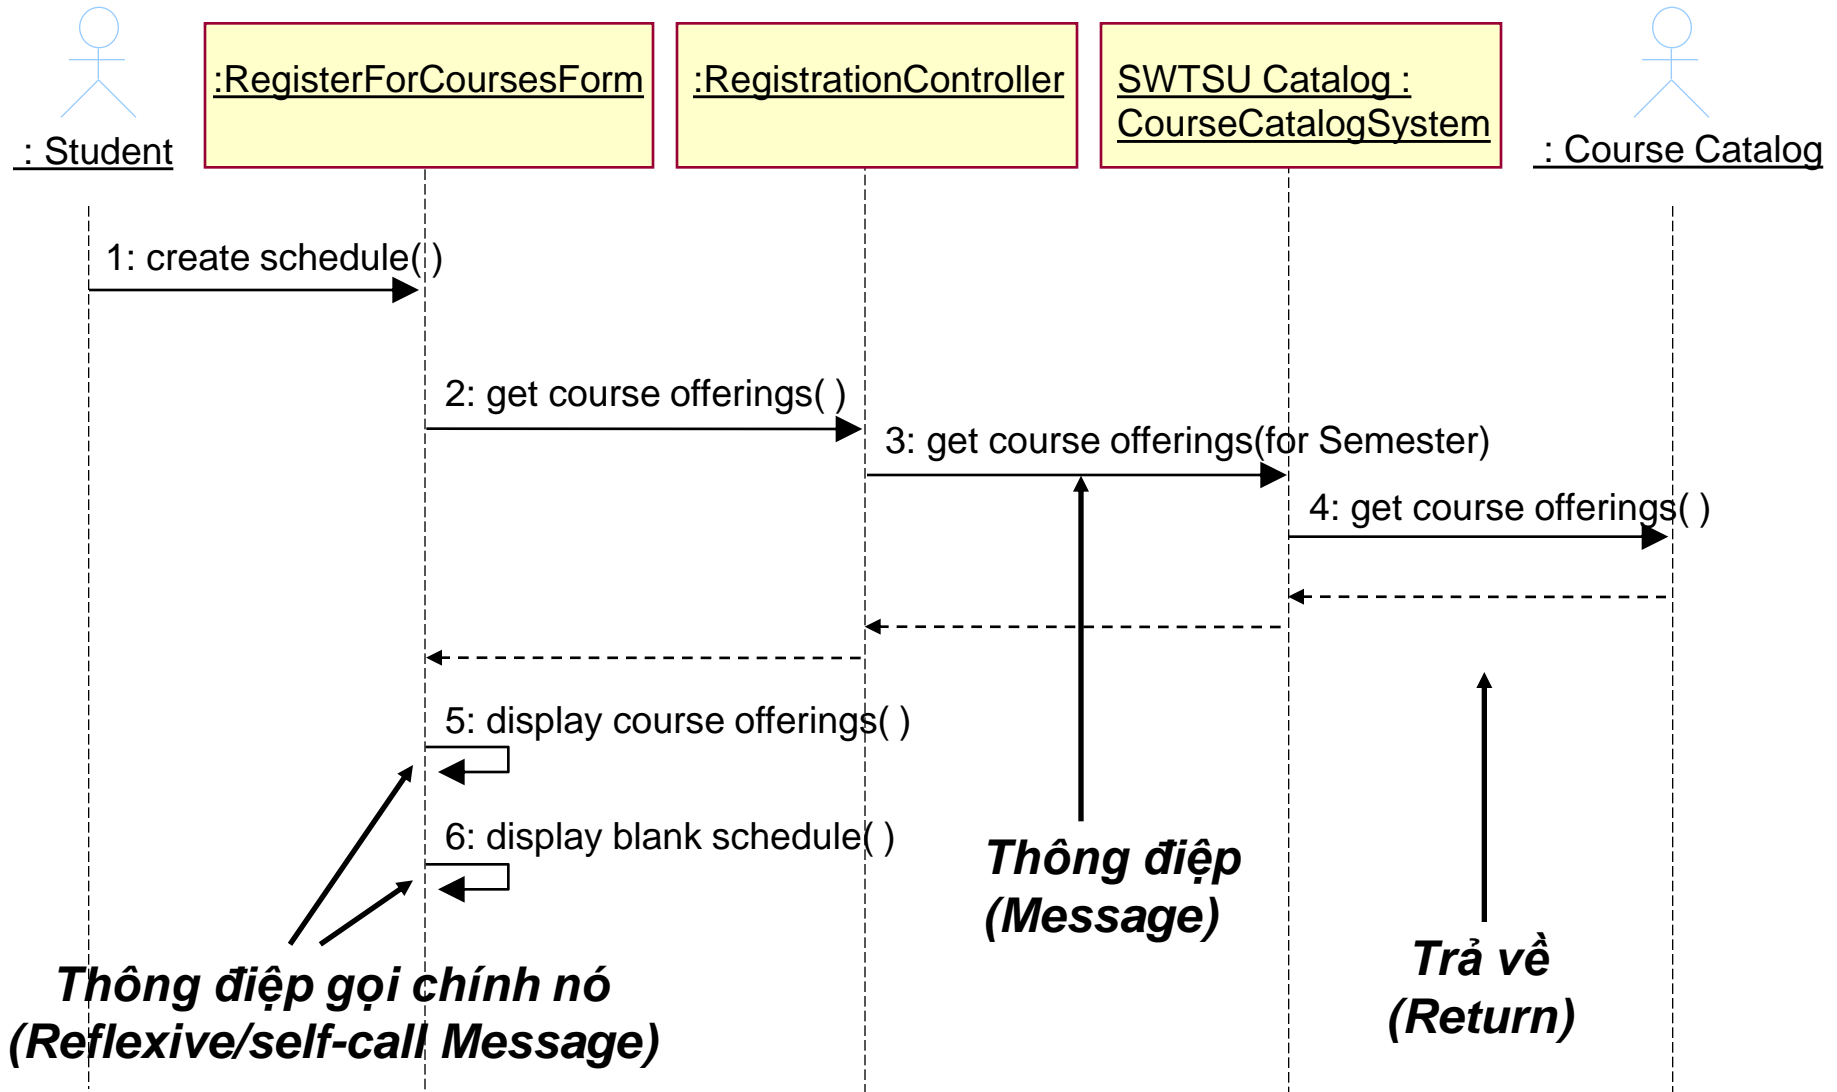 : Student
:RegisterForCoursesForm
:RegistrationController
SWTSU Catalog :
CourseCatalogSystem
: Course Catalog
1: create schedule( )
2: get course offerings( )
3: get course offerings(for Semester)
4: get course offerings( )
5: display course offerings( )
6: display blank schedule( )
Thông điệp
(Message)
Trả về
(Return)
Thông điệp gọi chính nó
(Reflexive/self-call Message)